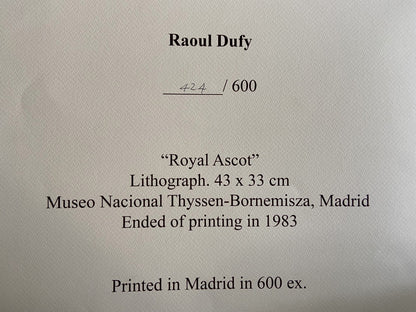 Raoul Dufy
424/ 600
“Royal Ascot”
Lithograph. 43 x 33 cm
Museo Nacional Thyssen-Bornemisza, Madrid
Ended of printing in 1983
Printed in Madrid in 600 ex.